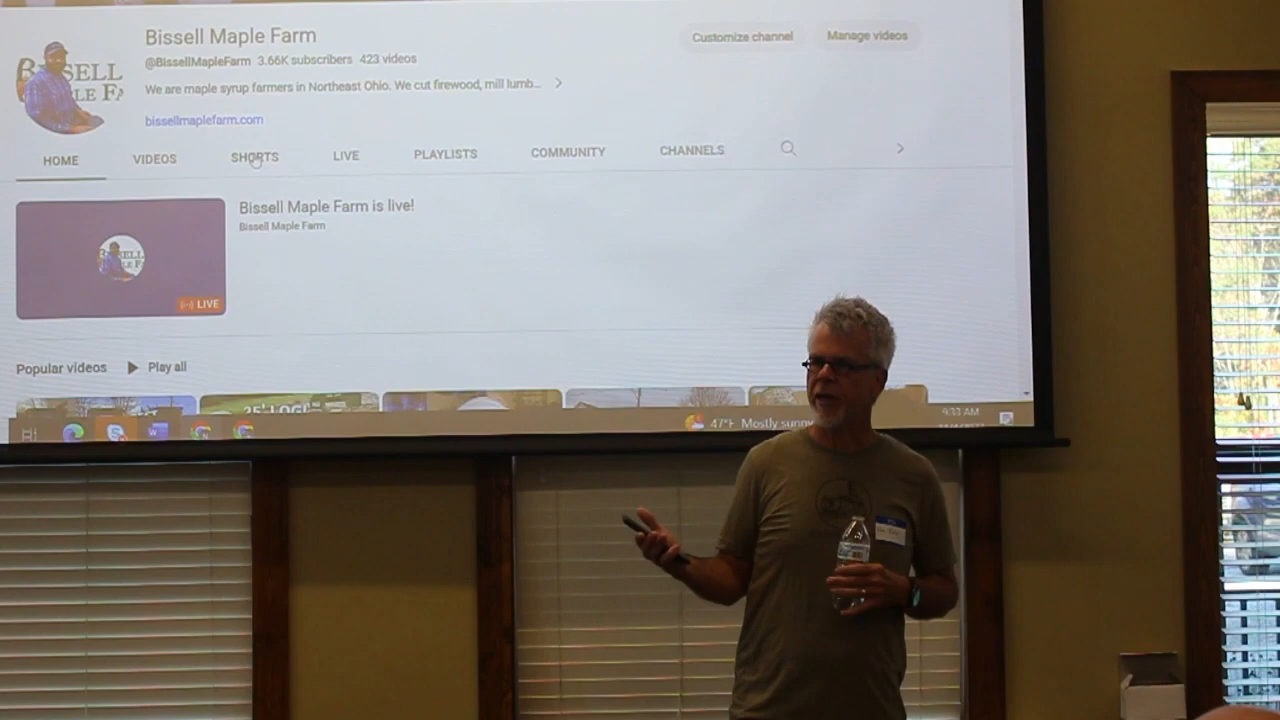 Bissell Maple Farm
@BissellMapleFarm 3.66K subscribers 423 videos
We are maple syrup farmers in Northeast Ohio. We cut firewood, mill lumb...
bissellmaplefarm.com
Customize channel
Manage videos
HOME VIDEOS SHORTS LIVE PLAYLISTS COMMUNITY CHANNELS
Bissell Maple Farm is live!
Bissell Maple Farm
LIVE
Popular videos Play all
47°F Mostly sunny
9:33 AM